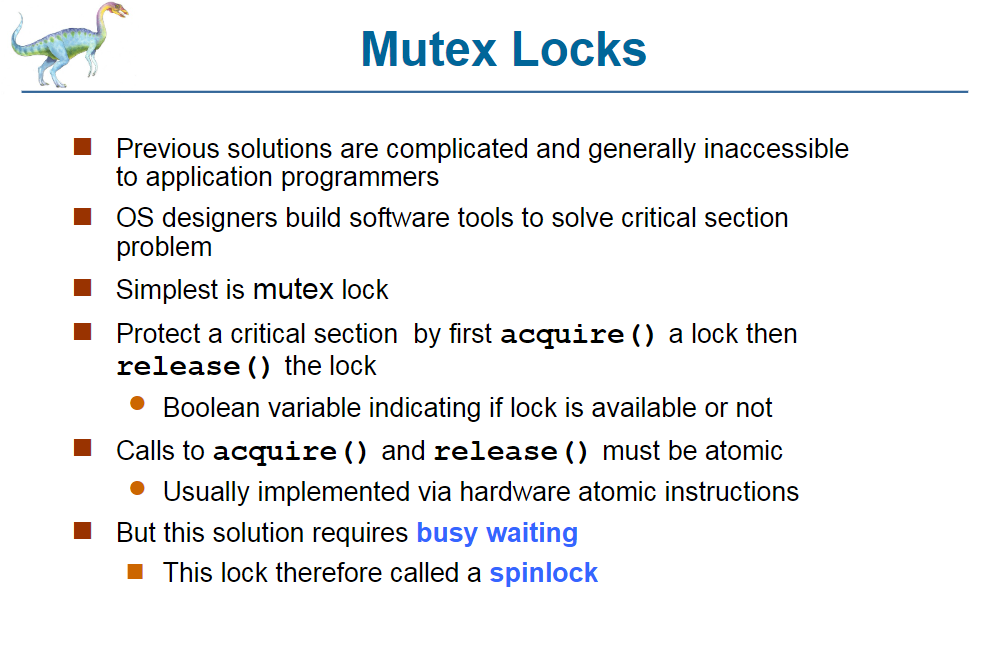 Mutex Locks
Previous solutions are complicated and generally inaccessible
to application programmers
OS designers build software tools to solve critical section
problem
Simplest is mutex lock
Protect a critical section by first acquire() a lock then
release() the lock
Boolean variable indicating if lock is available or not
Calls to acquire() and release() must be atomic
Usually implemented via hardware atomic instructions
But this solution requires busy waiting
This lock therefore called a spinlock